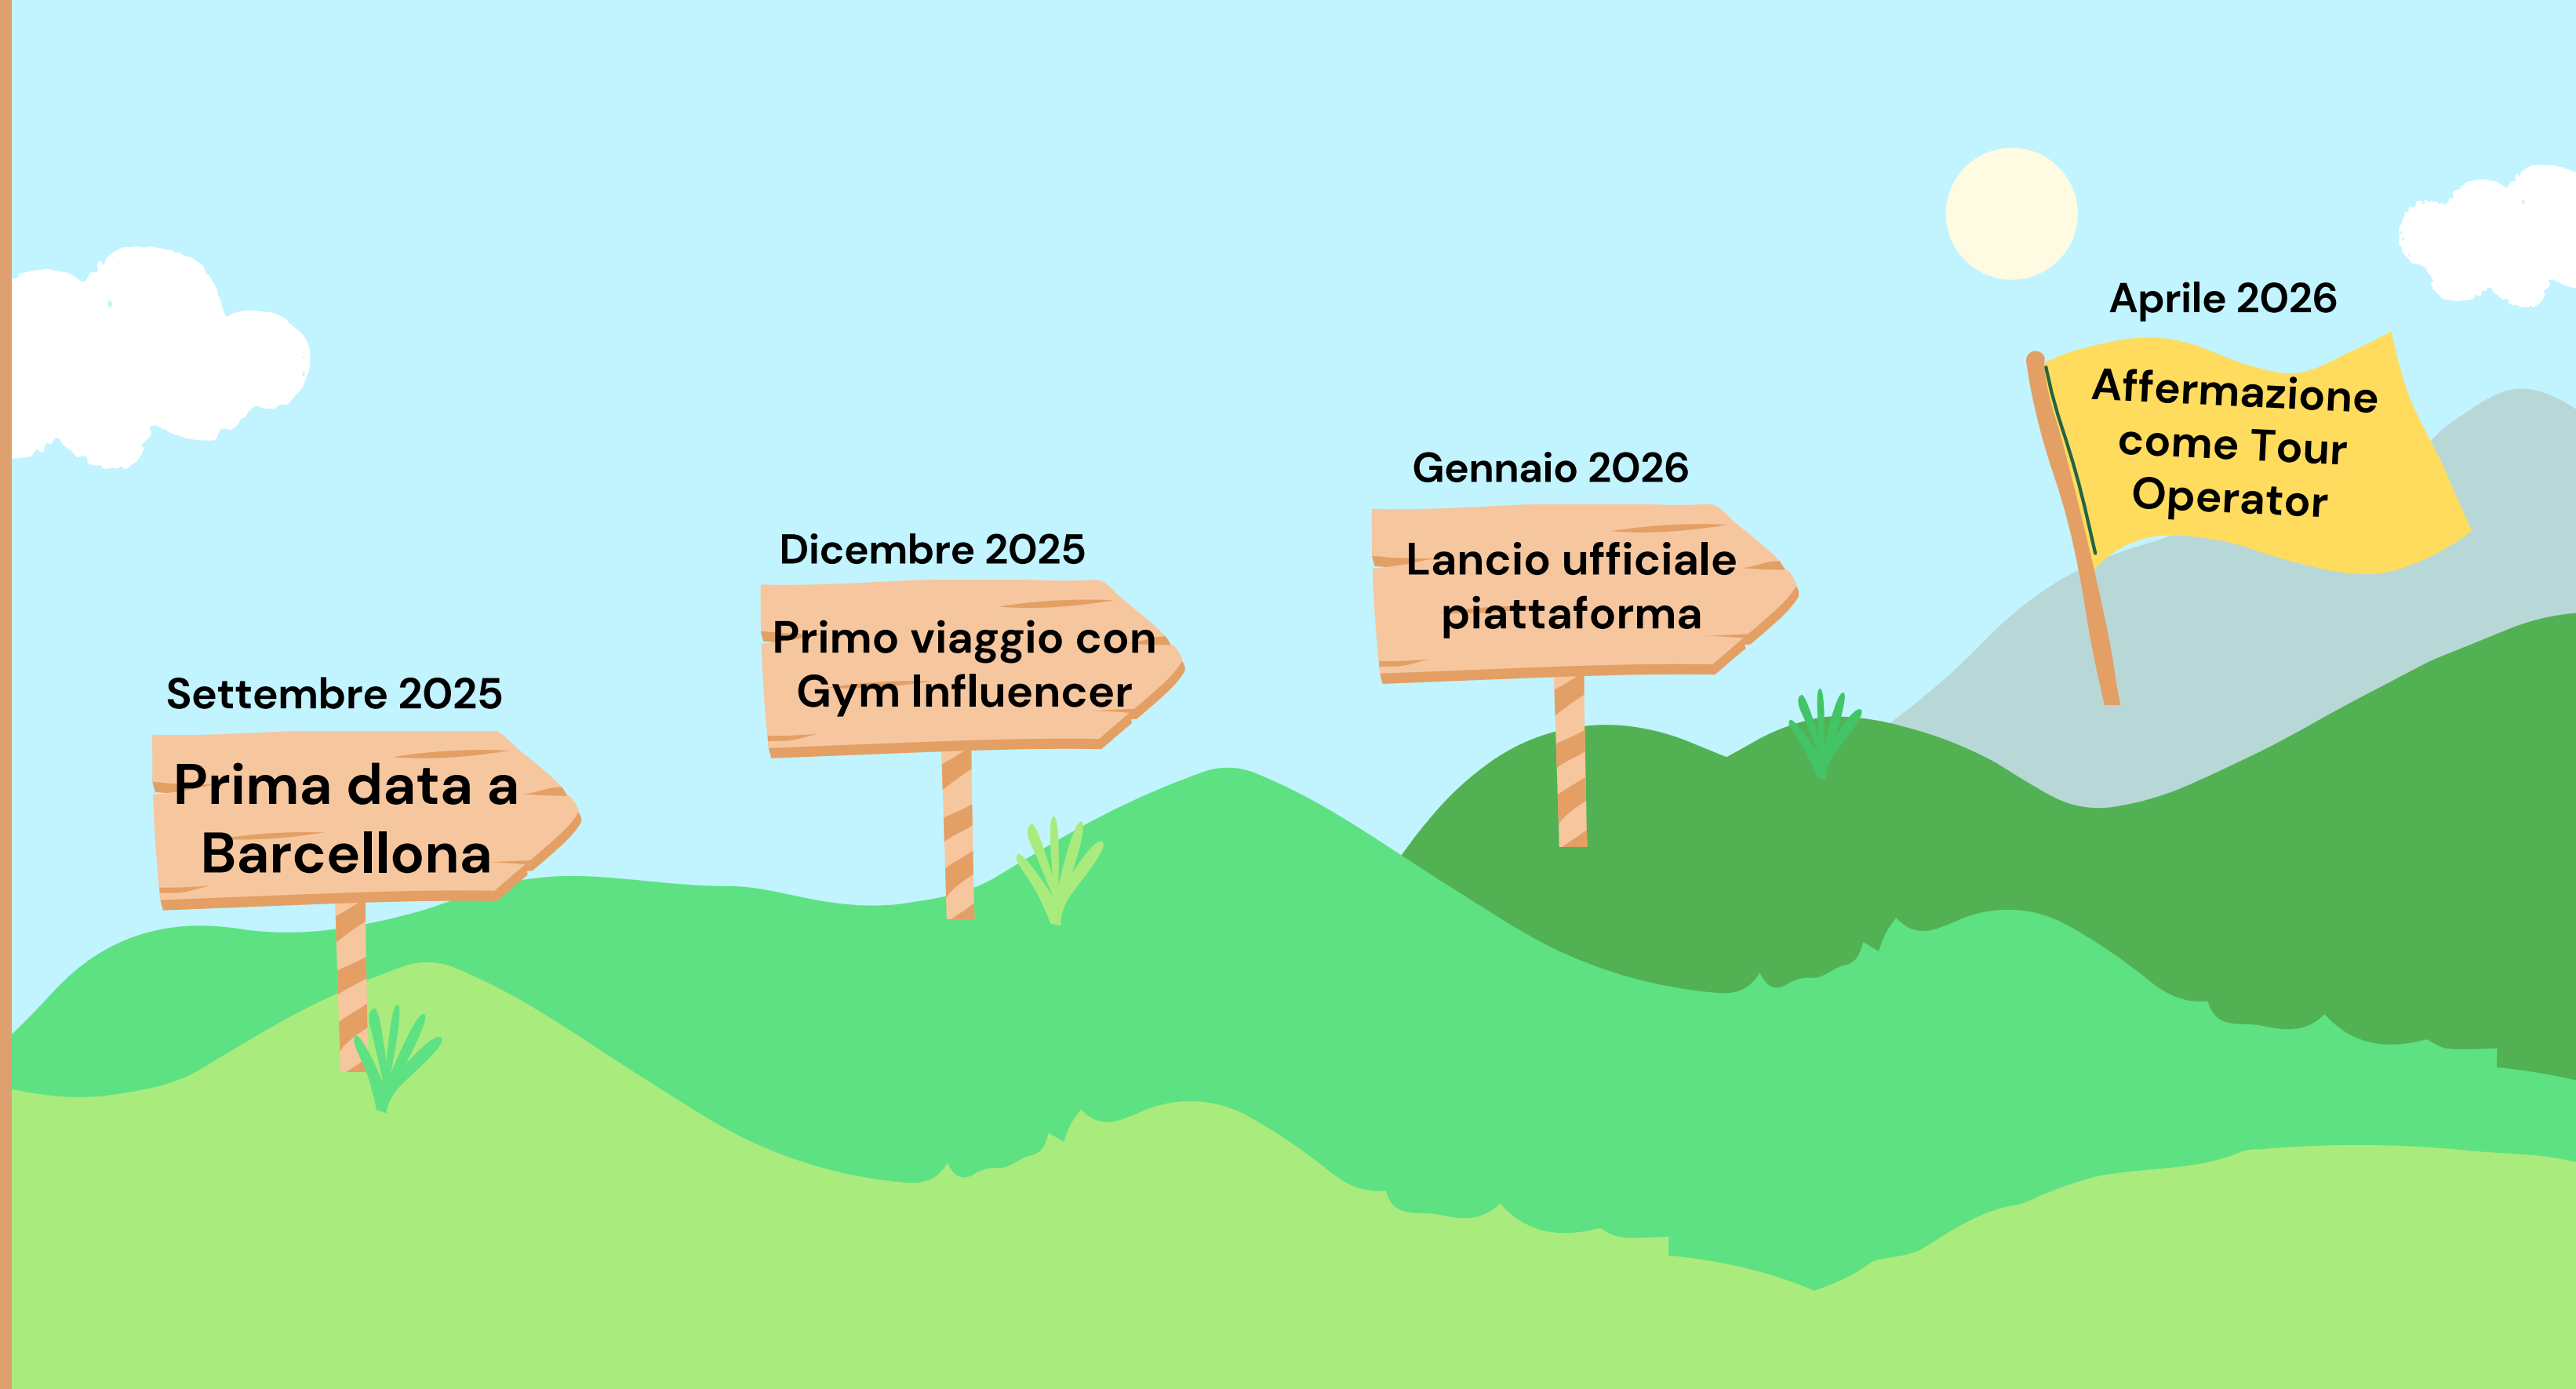 Settembre 2025
Prima data a
Barcellona
Dicembre 2025
Primo viaggio con
Gym Influencer
Gennaio 2026
Lancio ufficiale
piattaforma
Aprile 2026
Affermazione
come Tour
Operator